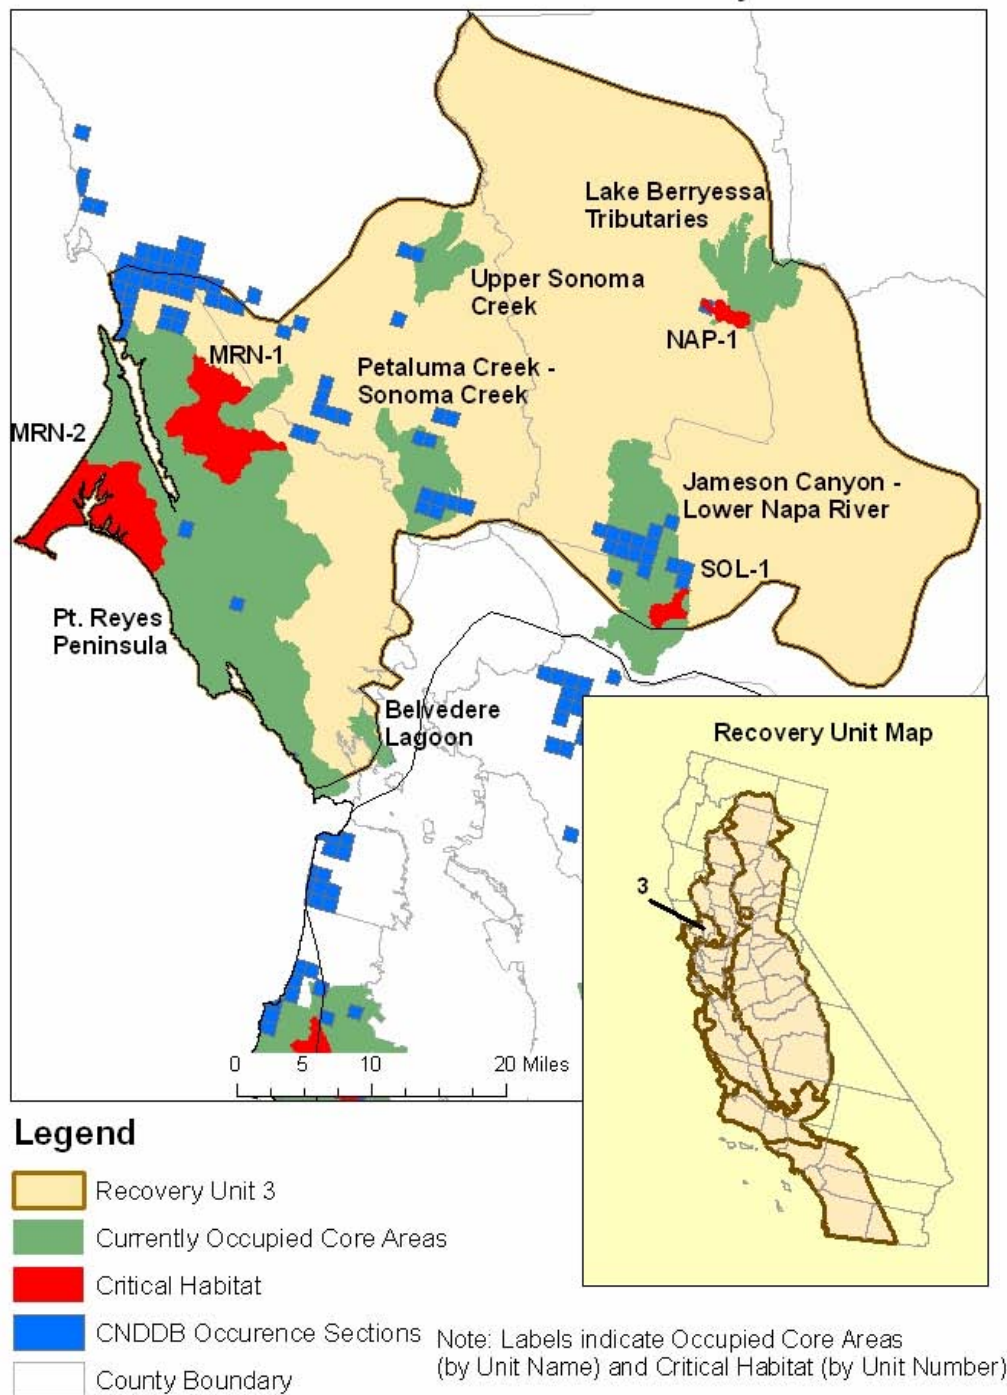 Lake Berryessa
Tributaries
Upper Sonoma
Creek
NAP-1
MRN-1
Petaluma Creek -
Sonoma Creek
MRN-2
Jameson Canyon -
Lower Napa River
SOL-1
Pt. Reyes
Peninsula
Belvedere
Lagoon
Recovery Unit Map
3
0 5 10 20 Miles
Legend
Recovery Unit 3
Currently Occupied Core Areas
Critical Habitat
CNDDB Occurence Sections
County Boundary
Note: Labels indicate Occupied Core Areas
(by Unit Name) and Critical Habitat (by Unit Number)